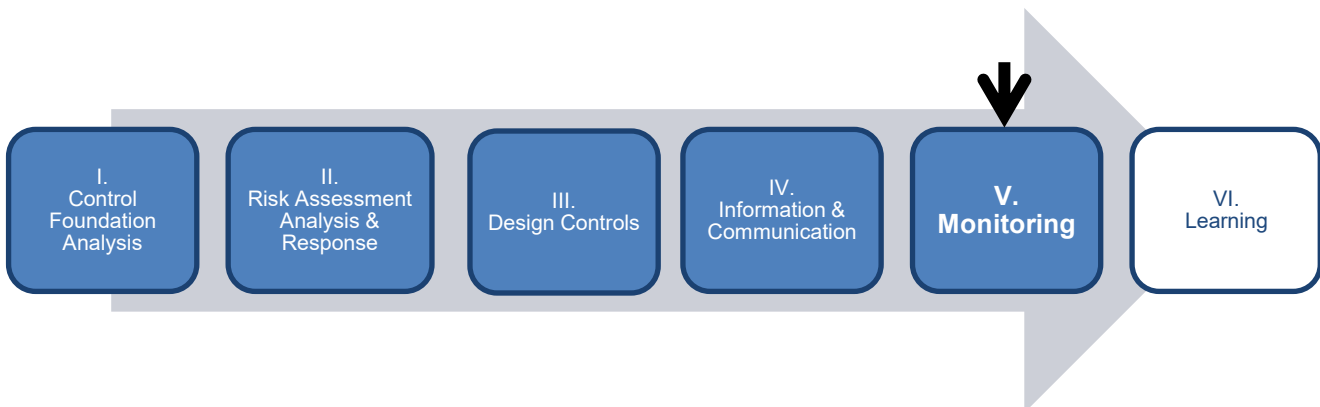 I.
Control
Foundation
Analysis
II.
Risk Assessment
Analysis &
Response
III.
Design Controls
IV.
Information &
Communication
V.
Monitoring
VI.
Learning